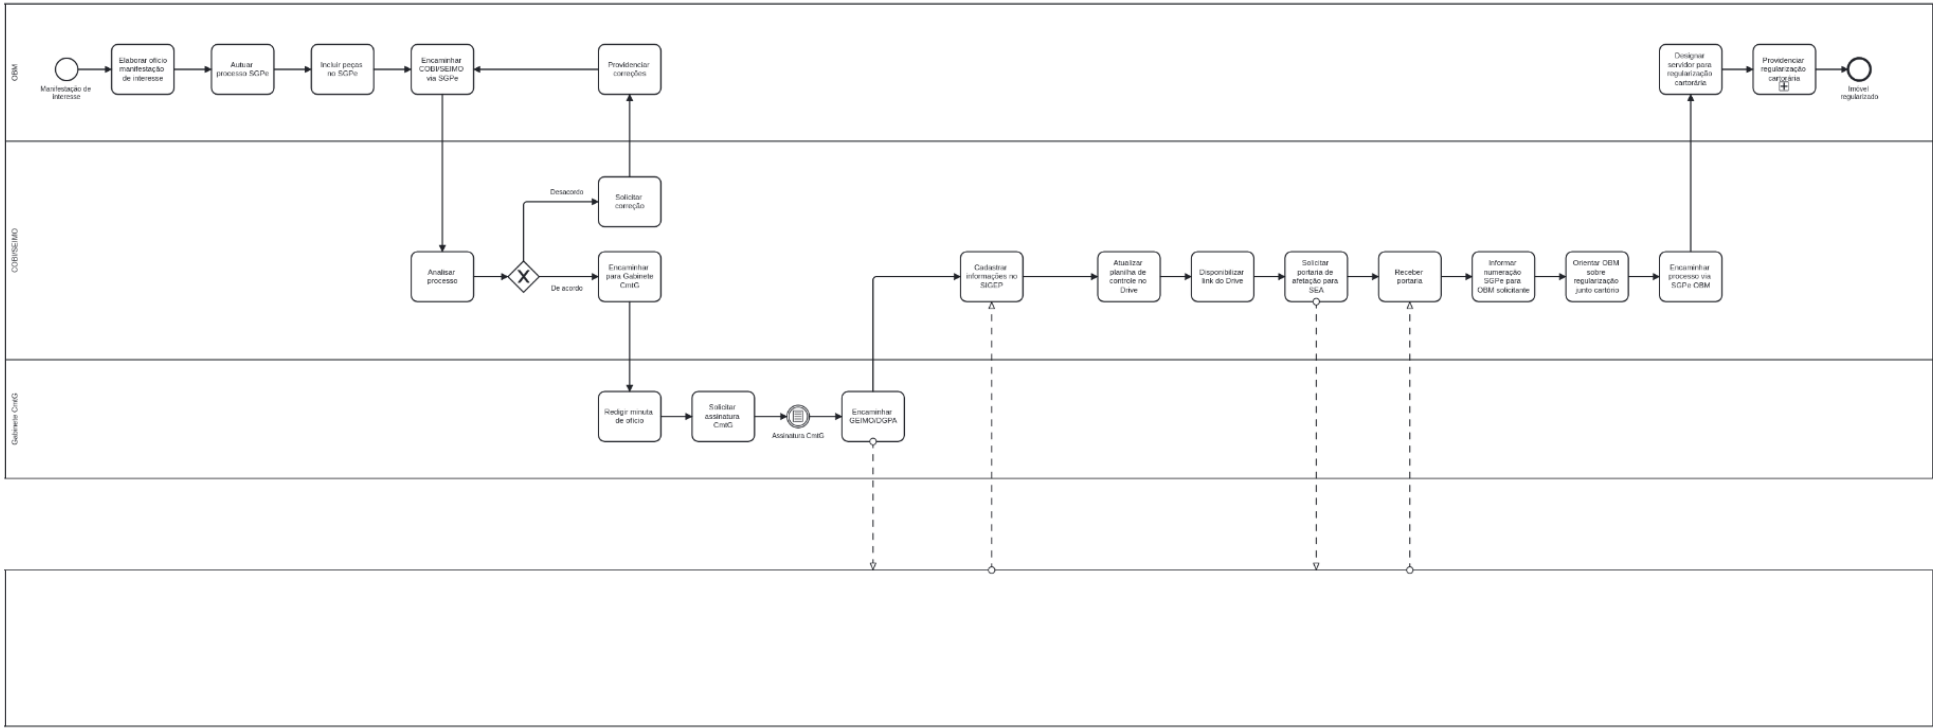 OBM
Manifestação de
interesse
Elaborar ofício
manifestação
de interesse
Autuar
processo SGPe
Incluir peças
no SGPe
Encaminhar
COBI/SEIMO
via SGPe
Providenciar
correções
Designar
servidor para
regularização
cartorária
Providenciar
regularização
cartorária
Imóvel
regularizado
COBI/SEIMO
Analisar
processo
Desacordo
De acordo
Solicitar
correção
Encaminhar
para Gabinete
CmtG
Cadastrar
informações no
SIGEP
Atualizar
planilha de
controle no
Drive
Disponibilizar
link do Drive
Solicitar
portaria de
afetação para
SEA
Receber
portaria
Informar
numeração
SGPe para
OBM solicitante
Orientar OBM
sobre
regularização
junto cartório
Encaminhar
processo via
SGPe OBM
Gabinete CmtG
Redigir minuta
de ofício
Solicitar
assinatura
CmtG
Assinatura CmtG
Encaminhar
GEIMO/DGPA